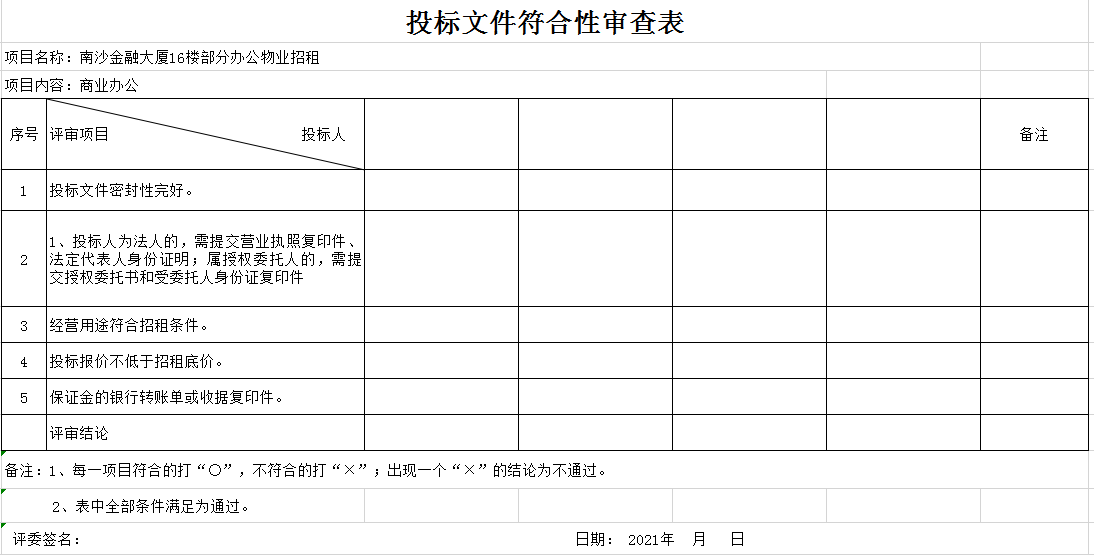 投标文件符合性审查表
项目名称：南沙金融大厦16楼部分办公物业招租
项目内容：商业办公
序号 评审项目 投标人 备注
1 投标文件密封性完好。
2 1、投标人为法人的，需提交营业执照复印件、
法定代表人身份证明；属授权委托人的，需提
交授权委托书和受委托人身份证复印件
3 经营用途符合招租条件。
4 投标报价不低于招租底价。
5 保证金的银行转账单或收据复印件。
评审结论
备注：1、每一项目符合的打“〇”，不符合的打“×”；出现一个“×”的结论为不通过。
2、表中全部条件满足为通过。
评委签名： 日期： 2021年 月 日